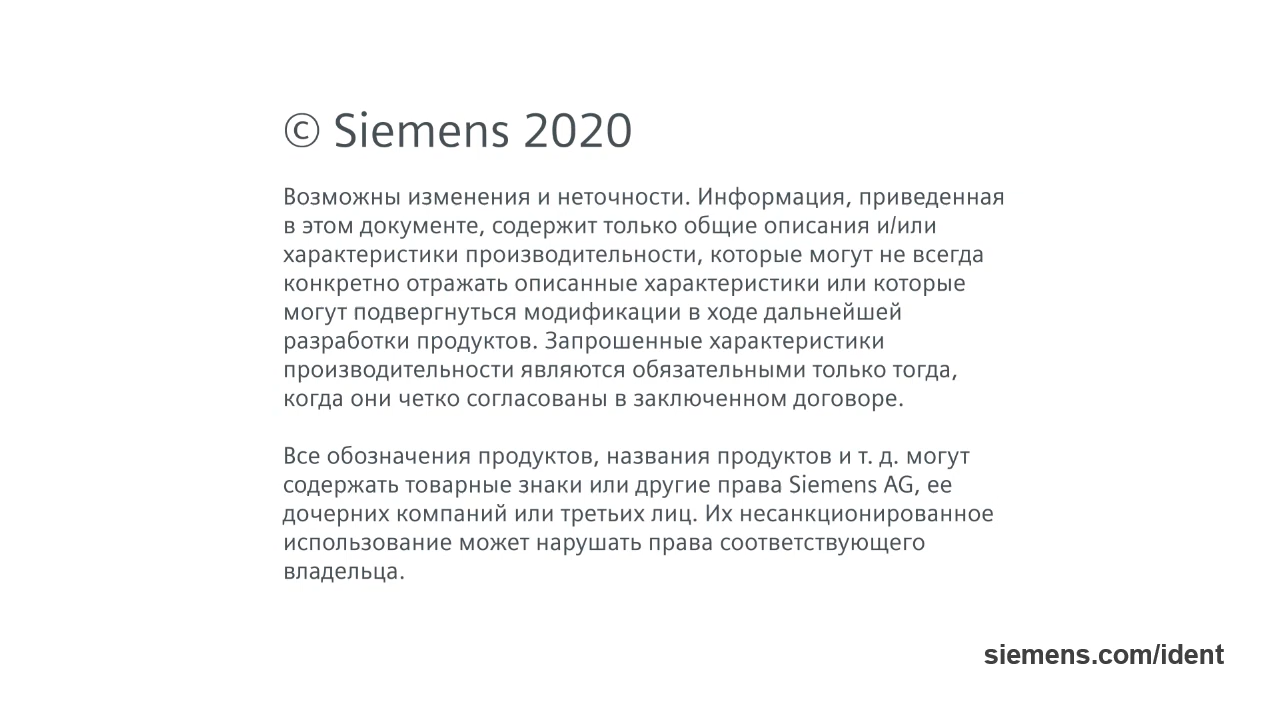 © Siemens 2020
Возможны изменения и неточности. Информация, приведенная
в этом документе, содержит только общие описания и/или
характеристики производительности, которые могут не всегда
конкретно отражать описанные характеристики или которые
могут подвергнуться модификации в ходе дальнейшей
разработки продуктов. Запрошенные характеристики
производительности являются обязательными только тогда,
когда они четко согласованы в заключенном договоре.
Все обозначения продуктов, названия продуктов и т. д. могут
содержать товарные знаки или другие права Siemens AG, ее
дочерних компаний или третьих лиц. Их несанкционированное
использование может нарушать права соответствующего
владельца.
siemens.com/ident